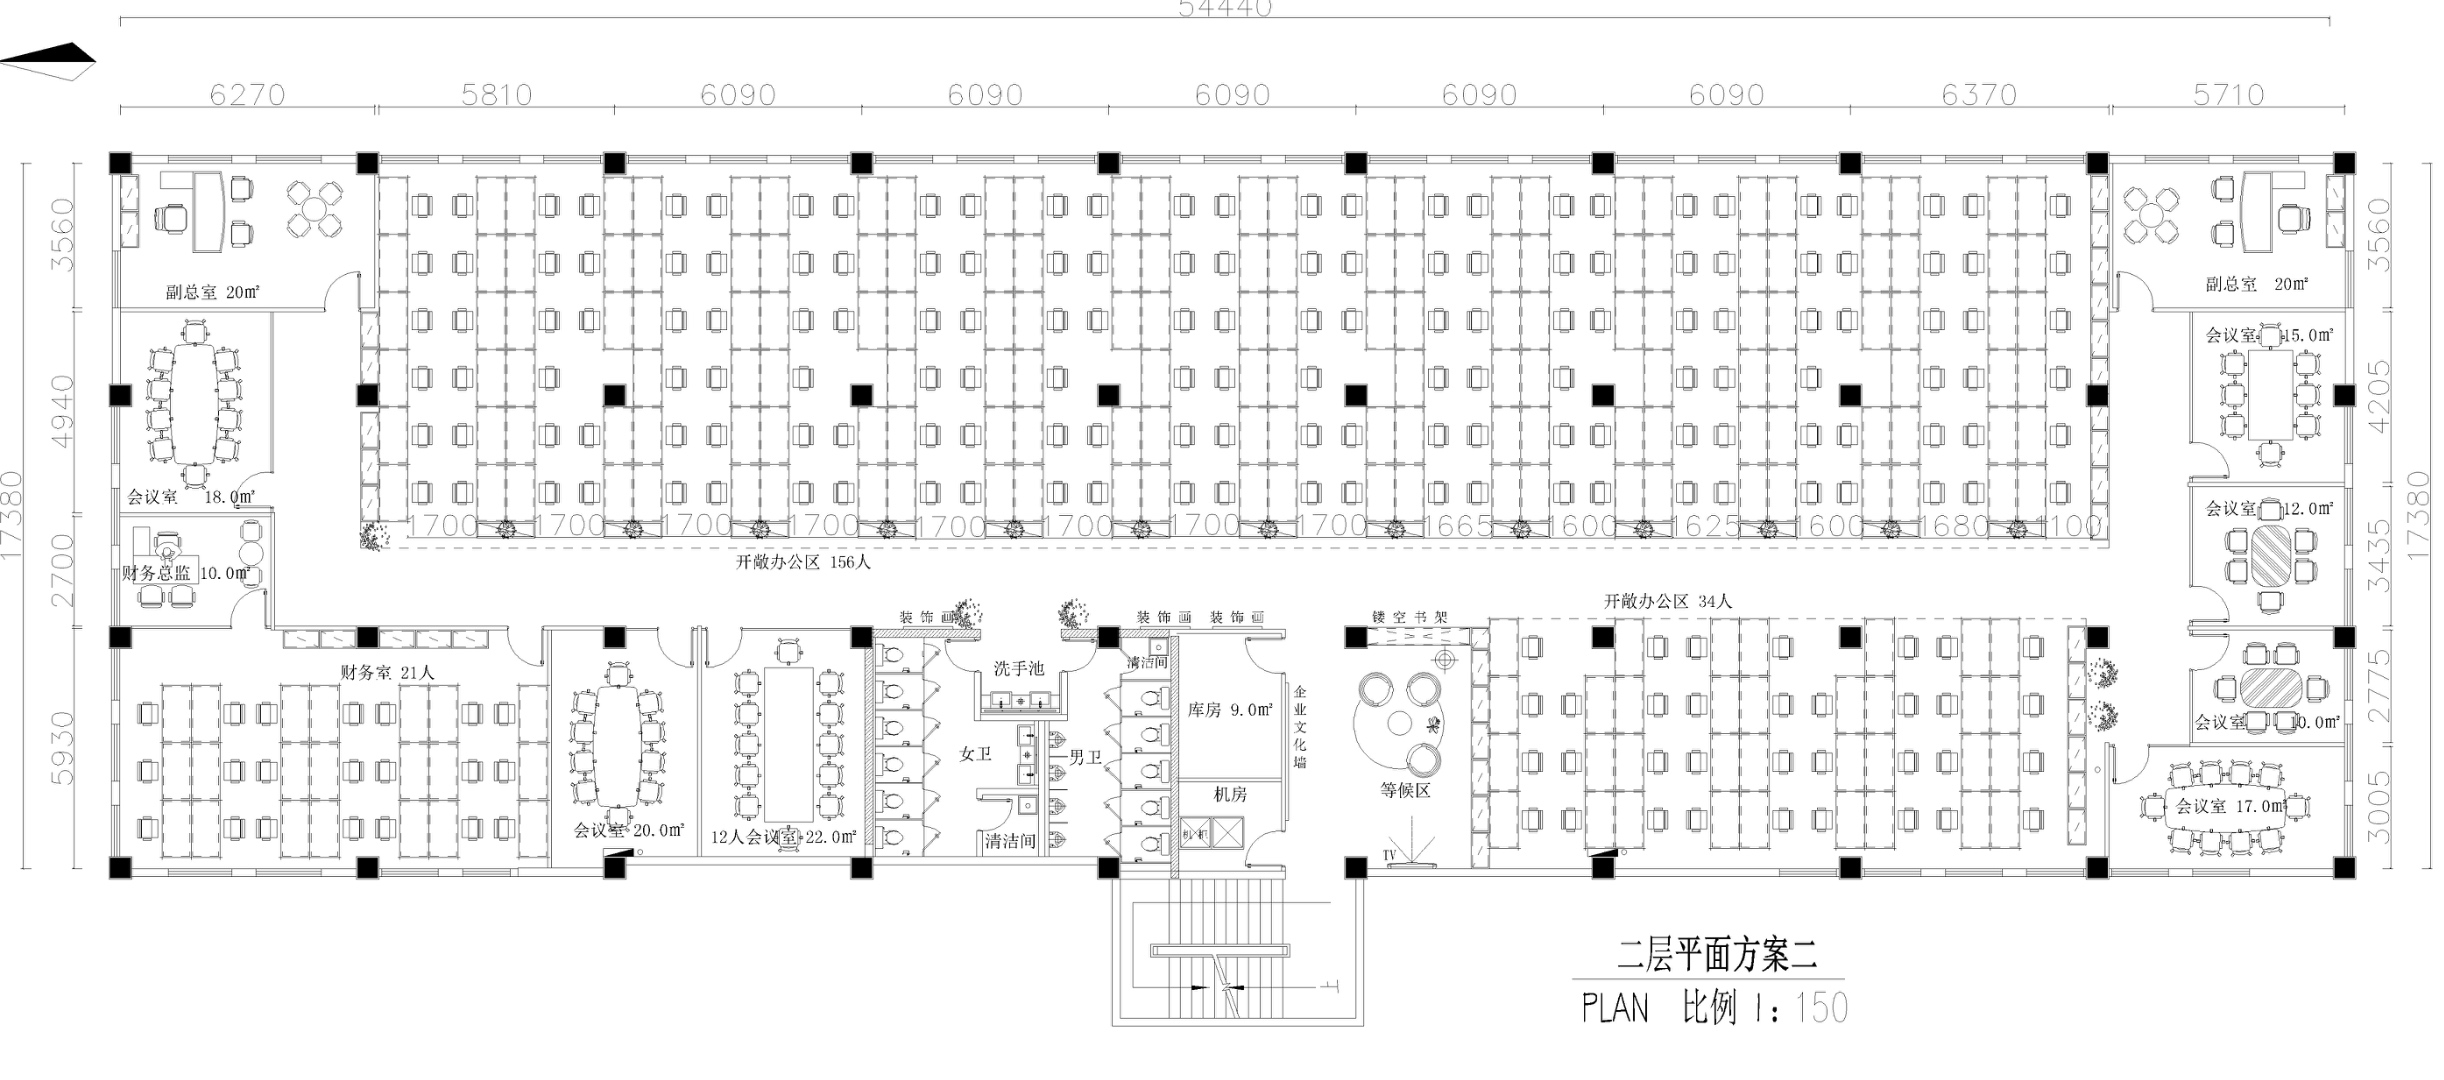 54440
6270 5810 6090 6090 6090 6090 6090 6370 5710
3560
4940
2700
5930
17380
3560
4205
3435
2775
3005
17380
副总室 20㎡
副总室 20㎡
会议室 18.0㎡
会议室 15.0㎡
会议室 12.0㎡
1700 1700 1700 1700 1700 1700 1700 1700 1665 1600 1625 1600 1680 1100
开敞办公区 156人
财务总监 10.0㎡
开敞办公区 34人
装饰画
装饰画
装饰画
镂空书架
财务室 21人
洗手池
清洁间
库房 9.0㎡
企业文化墙
会议室 10.0㎡
女卫
男卫
机房
等候区
会议室 17.0㎡
会议室 20.0㎡
12人会议室 22.0㎡
清洁间
机柜
TV
上
二层平面方案二
PLAN 比例 1:150